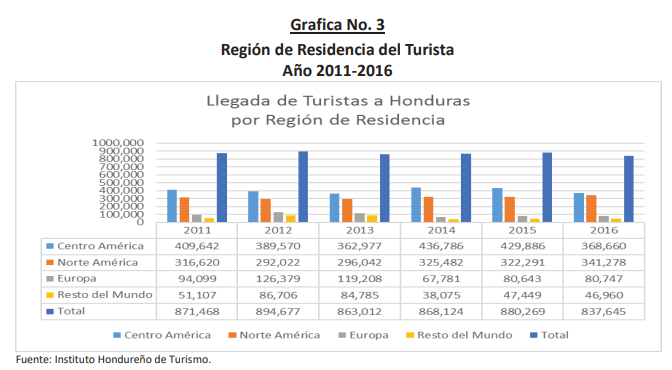 Grafica No. 3
Región de Residencia del Turista
Año 2011-2016
Llegada de Turistas a Honduras
por Región de Residencia
1000,000
900,000
800,000
700,000
600,000
500,000
400,000
300,000
200,000
100,000
0
2011 2012 2013 2014 2015 2016
Centro América 409,642 389,570 362,977 436,786 429,886 368,660
Norte América 316,620 292,022 296,042 325,482 322,291 341,278
Europa 94,099 126,379 119,208 67,781 80,643 80,747
Resto del Mundo 51,107 86,706 84,785 38,075 47,449 46,960
Total 871,468 894,677 863,012 868,124 880,269 837,645
Centro América Norte América Europa Resto del Mundo Total
Fuente: Instituto Hondureño de Turismo.